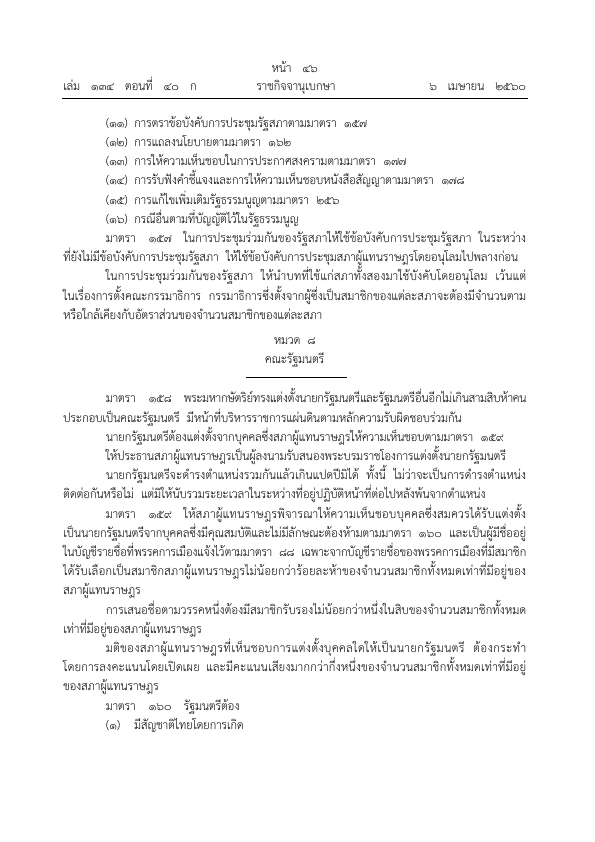 หน้า ๔๖
เล่ม ๑๓๔ ตอนที่ ๔๐ ก ราชกิจจานุเบกษา ๖ เมษายน ๒๕๖๐
(๑๑) การตราข้อบังคับการประชุมรัฐสภาตามมาตรา ๑๕๗
(๑๒) การแถลงนโยบายตามมาตรา ๑๖๒
(๑๓) การให้ความเห็นชอบในการประกาศสงครามตามมาตรา ๑๗๗
(๑๔) การรับฟังคำชี้แจงและการให้ความเห็นชอบหนังสือสัญญาตามมาตรา ๑๗๘
(๑๕) การแก้ไขเพิ่มเติมรัฐธรรมนูญตามมาตรา ๒๕๖
(๑๖) กรณีอื่นตามที่บัญญัติไว้ในรัฐธรรมนูญ
มาตรา ๑๕๗ ในการประชุมร่วมกันของรัฐสภาให้ใช้ข้อบังคับการประชุมรัฐสภา ในระหว่าง
ที่ยังไม่มีข้อบังคับการประชุมรัฐสภา ให้ใช้ข้อบังคับการประชุมสภาผู้แทนราษฎรโดยอนุโลมไปพลางก่อน
ในการประชุมร่วมกันของรัฐสภา ให้นำบทที่ใช้แก่สภาทั้งสองมาใช้บังคับโดยอนุโลม เว้นแต่
ในเรื่องการตั้งคณะกรรมาธิการ กรรมาธิการซึ่งตั้งจากผู้ซึ่งเป็นสมาชิกของแต่ละสภาจะต้องมีจำนวนตาม
หรือใกล้เคียงกับอัตราส่วนของจำนวนสมาชิกของแต่ละสภา
หมวด ๘
คณะรัฐมนตรี
มาตรา ๑๕๘ พระมหากษัตริย์ทรงแต่งตั้งนายกรัฐมนตรีและรัฐมนตรีอื่นอีกไม่เกินสามสิบห้าคน
ประกอบเป็นคณะรัฐมนตรี มีหน้าที่บริหารราชการแผ่นดินตามหลักความรับผิดชอบร่วมกัน
นายกรัฐมนตรีต้องแต่งตั้งจากบุคคลซึ่งสภาผู้แทนราษฎรให้ความเห็นชอบตามมาตรา ๑๕๙
ให้ประธานสภาผู้แทนราษฎรเป็นผู้ลงนามรับสนองพระบรมราชโองการแต่งตั้งนายกรัฐมนตรี
นายกรัฐมนตรีจะดำรงตำแหน่งรวมกันแล้วเกินแปดปีมิได้ ทั้งนี้ ไม่ว่าจะเป็นการดำรงตำแหน่ง
ติดต่อกันหรือไม่ แต่มิให้นับรวมระยะเวลาในระหว่างที่อยู่ปฏิบัติหน้าที่ต่อไปหลังพ้นจากตำแหน่ง
มาตรา ๑๕๙ ให้สภาผู้แทนราษฎรพิจารณาให้ความเห็นชอบบุคคลซึ่งสมควรได้รับแต่งตั้ง
เป็นนายกรัฐมนตรีจากบุคคลซึ่งมีคุณสมบัติและไม่มีลักษณะต้องห้ามตามมาตรา ๑๖๐ และเป็นผู้มีชื่ออยู่
ในบัญชีรายชื่อที่พรรคการเมืองแจ้งไว้ตามมาตรา ๘๘ เฉพาะจากบัญชีรายชื่อของพรรคการเมืองที่มีสมาชิก
ได้รับเลือกเป็นสมาชิกสภาผู้แทนราษฎรไม่น้อยกว่าร้อยละห้าของจำนวนสมาชิกทั้งหมดเท่าที่มีอยู่ของ
สภาผู้แทนราษฎร
การเสนอชื่อตามวรรคหนึ่งต้องมีสมาชิกรับรองไม่น้อยกว่าหนึ่งในสิบของจำนวนสมาชิกทั้งหมด
เท่าที่มีอยู่ของสภาผู้แทนราษฎร
มติของสภาผู้แทนราษฎรที่เห็นชอบการแต่งตั้งบุคคลใดให้เป็นนายกรัฐมนตรี ต้องกระทำ
โดยการลงคะแนนโดยเปิดเผย และมีคะแนนเสียงมากกว่ากึ่งหนึ่งของจำนวนสมาชิกทั้งหมดเท่าที่มีอยู่
ของสภาผู้แทนราษฎร
มาตรา ๑๖๐ รัฐมนตรีต้อง
(๑) มีสัญชาติไทยโดยการเกิด